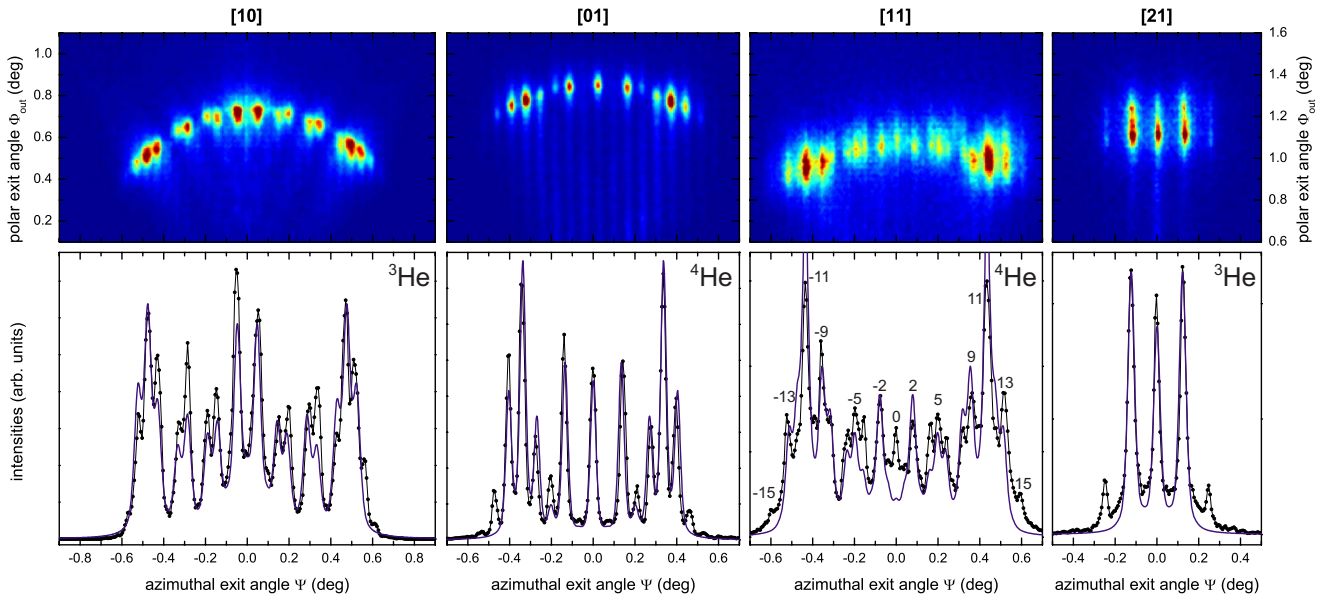 [10] [01] [11] [21]
polar exit angle Φout (deg)
1.0
0.8
0.6
0.4
0.2
1.6
1.4
1.2
1.0
0.8
0.6
polar exit angle Φout (deg)
intensities (arb. units)
3He
4He
4He
3He
-15
-13
-11
-9
-5
-2
0
2
5
9
11
13
15
-0.8 -0.6 -0.4 -0.2 0.0 0.2 0.4 0.6 0.8
-0.6 -0.4 -0.2 0.0 0.2 0.4 0.6
-0.6 -0.4 -0.2 0.0 0.2 0.4 0.6
-0.4 -0.2 0.0 0.2 0.4
azimuthal exit angle Ψ (deg)
azimuthal exit angle Ψ (deg)
azimuthal exit angle Ψ (deg)
azimuthal exit angle Ψ (deg)